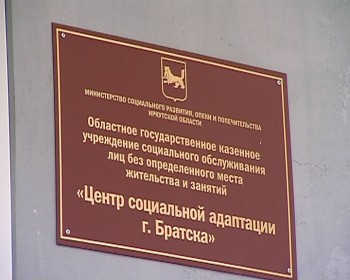 МИНИСТЕРСТВО СОЦИАЛЬНОГО РАЗВИТИЯ, ОПЕКИ И ПОПЕЧИТЕЛЬСТВА
ИРКУТСКОЙ ОБЛАСТИ
Областное государственное казенное
учреждение социального обслуживания
лиц без определенного места
жительства и занятий
«Центр социальной адаптации
г. Братска»